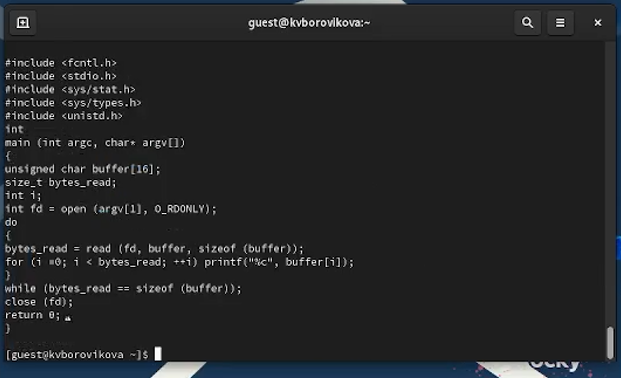 guest@kvborovikova:~
#include <fcntl.h>
#include <stdio.h>
#include <sys/stat.h>
#include <sys/types.h>
#include <unistd.h>
int
main (int argc, char* argv[])
{
unsigned char buffer[16];
size_t bytes_read;
int i;
int fd = open (argv[1], O_RDONLY);
do
{
bytes_read = read (fd, buffer, sizeof (buffer));
for (i =0; i < bytes_read; ++i) printf("%c", buffer[i]);
}
while (bytes_read == sizeof (buffer));
close (fd);
return 0;
}
[guest@kvborovikova ~]$